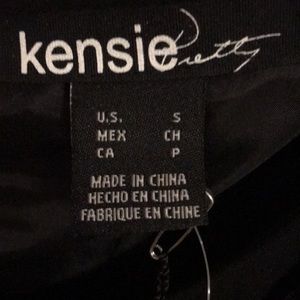 kensie Pretty
U.S. S
MEX CH
CA P
MADE IN CHINA
HECHO EN CHINA
FABRIQUE EN CHINE